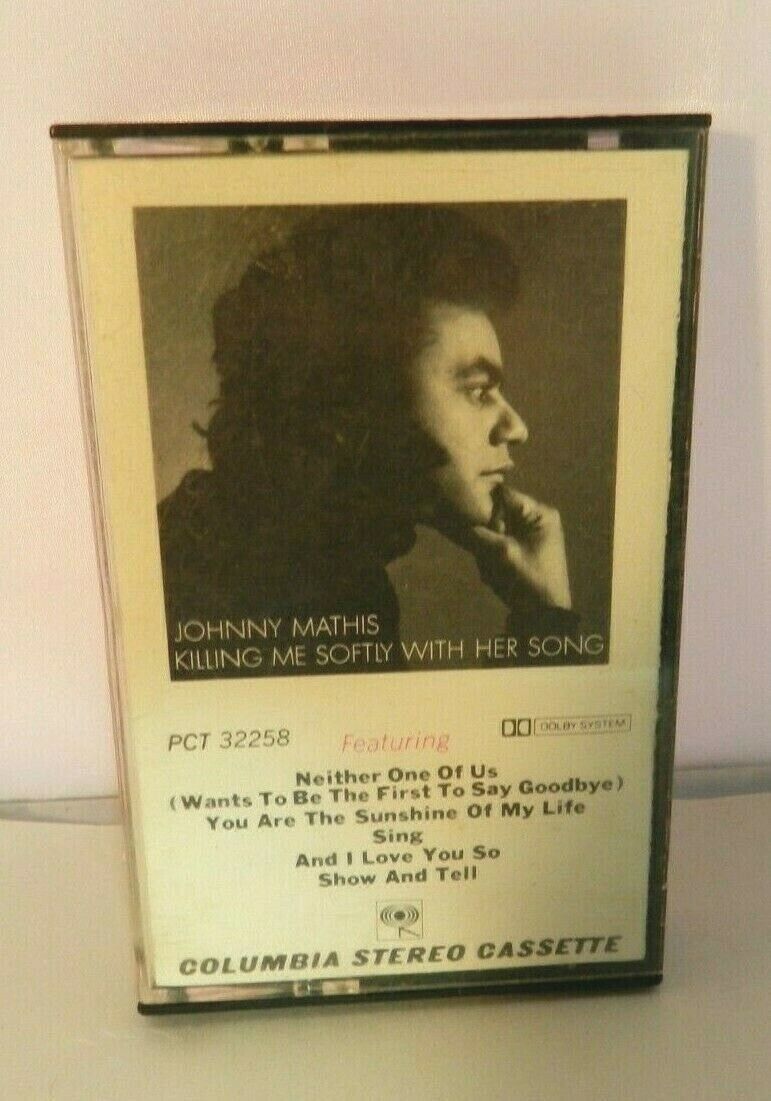 JOHNNY MATHIS
KILLING ME SOFTLY WITH HER SONG
PCT 32258 Featuring DOLBY SYSTEM
Neither One Of Us
(Wants To Be The First To Say Goodbye)
You Are The Sunshine Of My Life
Sing
And I Love You So
Show And Tell
COLUMBIA STEREO CASSETTE